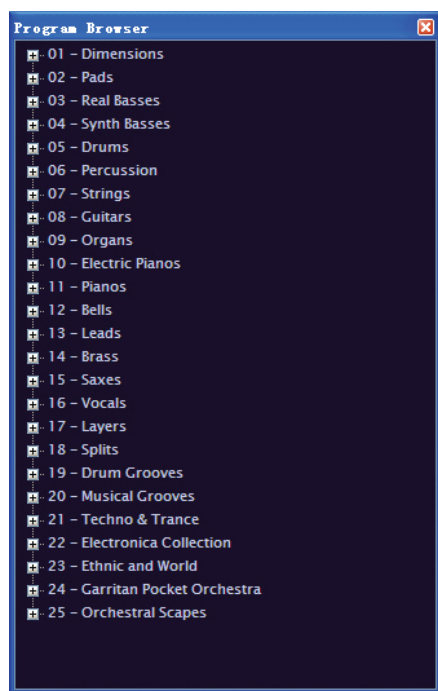 Program Browser
01 – Dimensions
02 – Pads
03 – Real Basses
04 – Synth Basses
05 – Drums
06 – Percussion
07 – Strings
08 – Guitars
09 – Organs
10 – Electric Pianos
11 – Pianos
12 – Bells
13 – Leads
14 – Brass
15 – Saxes
16 – Vocals
17 – Layers
18 – Splits
19 – Drum Grooves
20 – Musical Grooves
21 – Techno & Trance
22 – Electronica Collection
23 – Ethnic and World
24 – Garritan Pocket Orchestra
25 – Orchestral Scapes